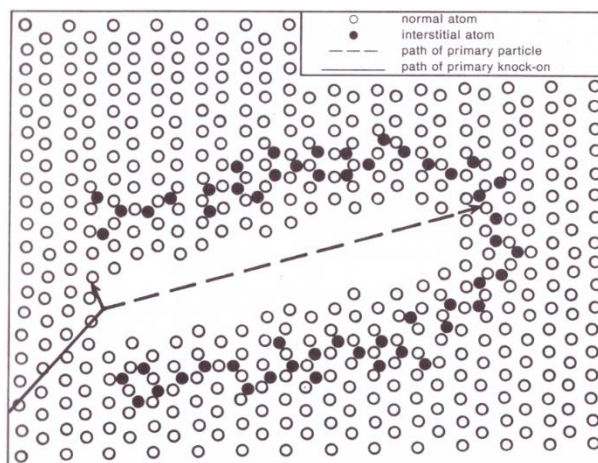 normal atom
interstitial atom
path of primary particle
path of primary knock-on